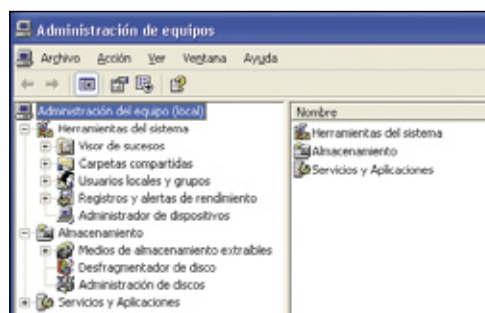 Administración de equipos
Archivo Acción Ver Ventana Ayuda
Administración del equipo (local)
Herramientas del sistema
Visor de sucesos
Carpetas compartidas
Usuarios locales y grupos
Registros y alertas de rendimiento
Administrador de dispositivos
Almacenamiento
Medios de almacenamiento extraíbles
Desfragmentador de disco
Administración de discos
Servicios y Aplicaciones
Nombre
Herramientas del sistema
Almacenamiento
Servicios y Aplicaciones